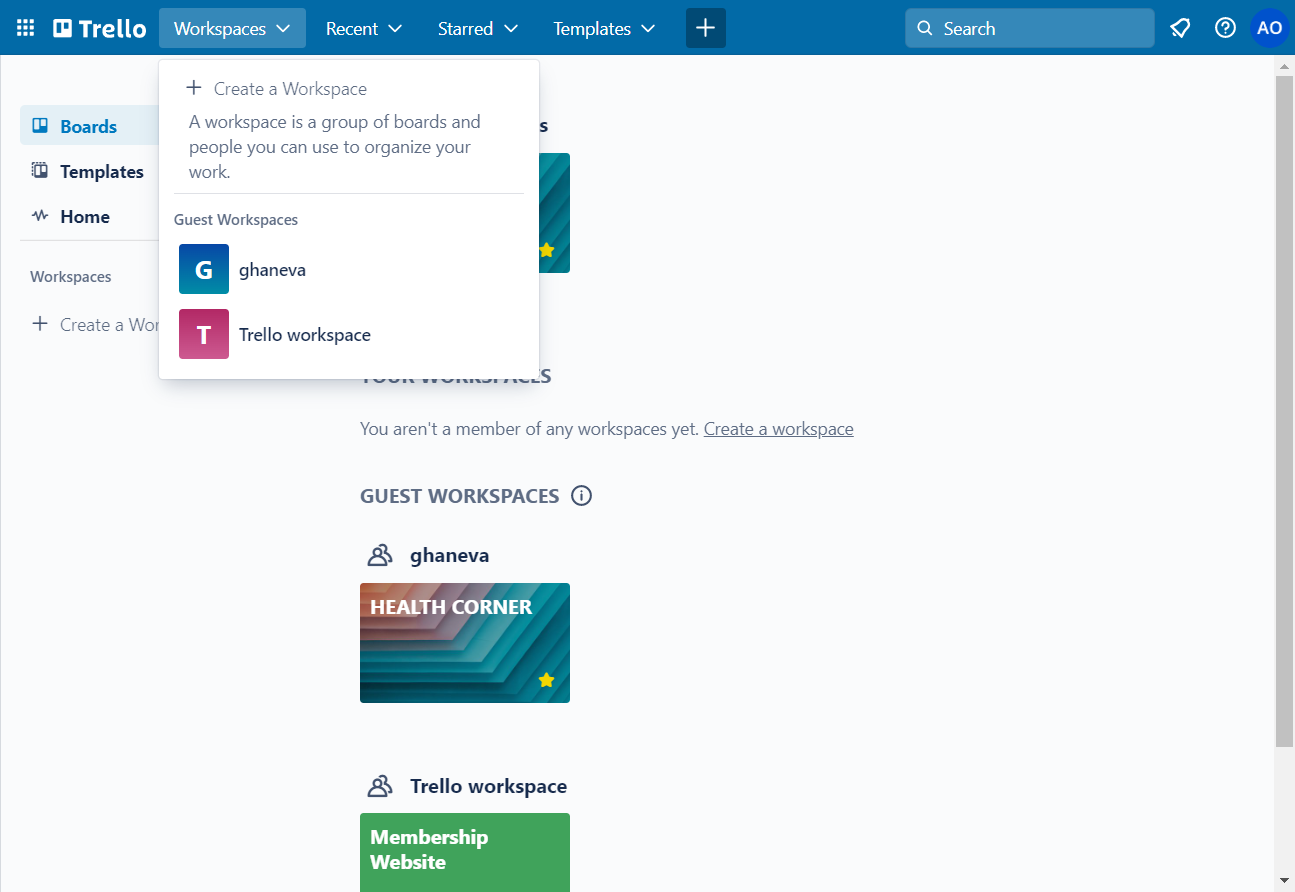 Trello
Workspaces
Recent
Starred
Templates
Search
AO
Create a Workspace
A workspace is a group of boards and
people you can use to organize your
work.
Guest Workspaces
G
ghaneva
T
Trello workspace
Boards
Templates
Home
Workspaces
Create a Wor
s
YOUR WORKSPACES
You aren't a member of any workspaces yet. Create a workspace
GUEST WORKSPACES
ghaneva
HEALTH CORNER
Trello workspace
Membership
Website